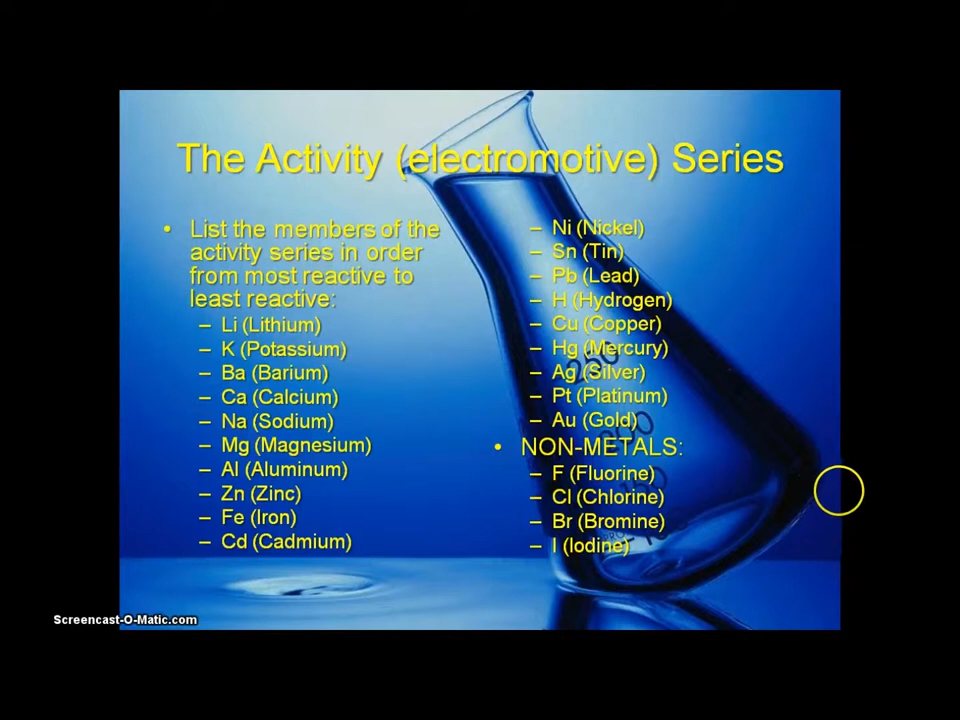 The Activity (electromotive) Series
• List the members of the
activity series in order
from most reactive to
least reactive:
– Li (Lithium)
– K (Potassium)
– Ba (Barium)
– Ca (Calcium)
– Na (Sodium)
– Mg (Magnesium)
– Al (Aluminum)
– Zn (Zinc)
– Fe (Iron)
– Cd (Cadmium)
– Ni (Nickel)
– Sn (Tin)
– Pb (Lead)
– H (Hydrogen)
– Cu (Copper)
– Hg (Mercury)
– Ag (Silver)
– Pt (Platinum)
– Au (Gold)
• NON-METALS:
– F (Fluorine)
– Cl (Chlorine)
– Br (Bromine)
– I (Iodine)
250
200
150
Screencast-O-Matic.com